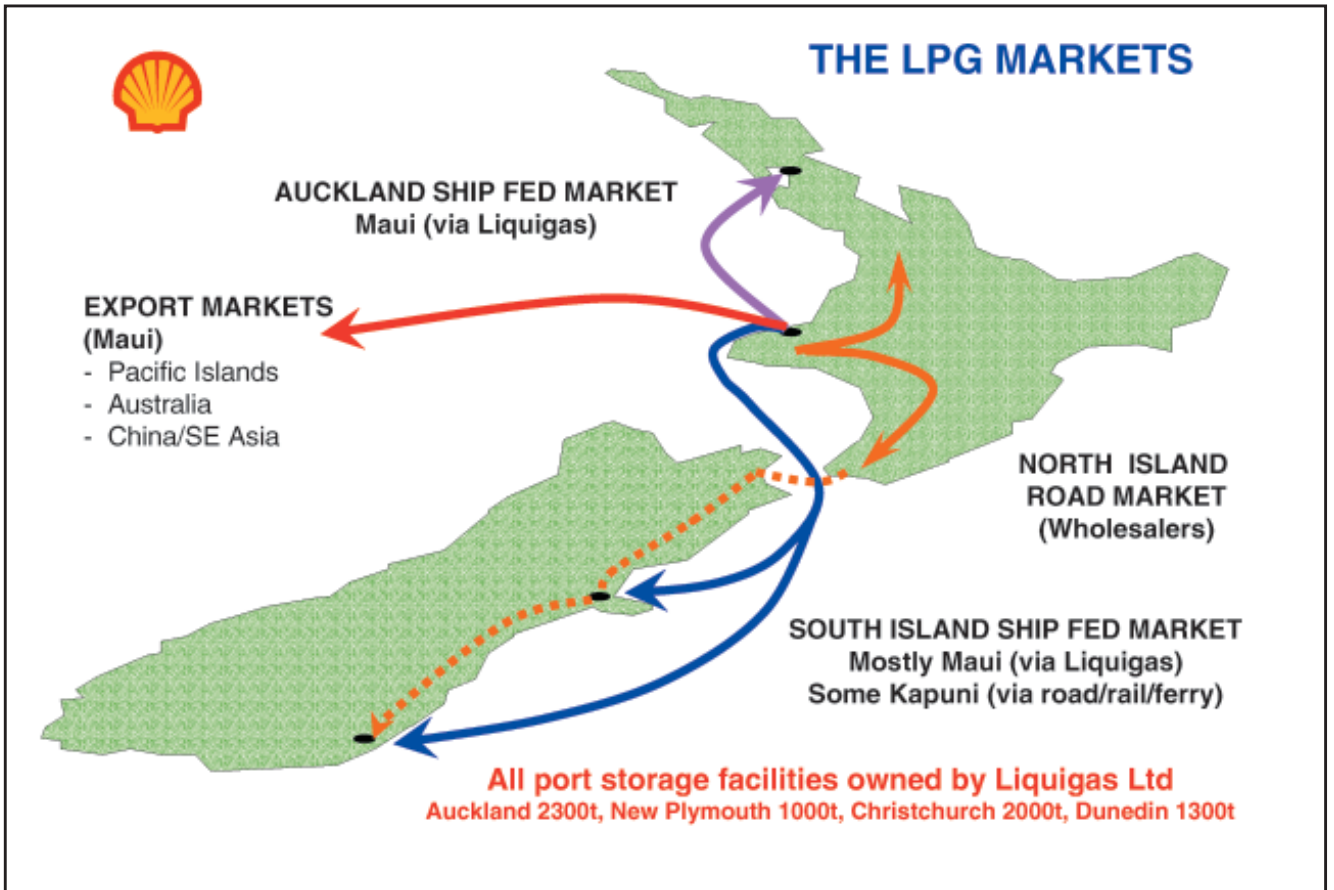 THE LPG MARKETS
AUCKLAND SHIP FED MARKET
Maui (via Liquigas)
EXPORT MARKETS
(Maui)
- Pacific Islands
- Australia
- China/SE Asia
NORTH ISLAND
ROAD MARKET
(Wholesalers)
SOUTH ISLAND SHIP FED MARKET
Mostly Maui (via Liquigas)
Some Kapuni (via road/rail/ferry)
All port storage facilities owned by Liquigas Ltd
Auckland 2300t, New Plymouth 1000t, Christchurch 2000t, Dunedin 1300t